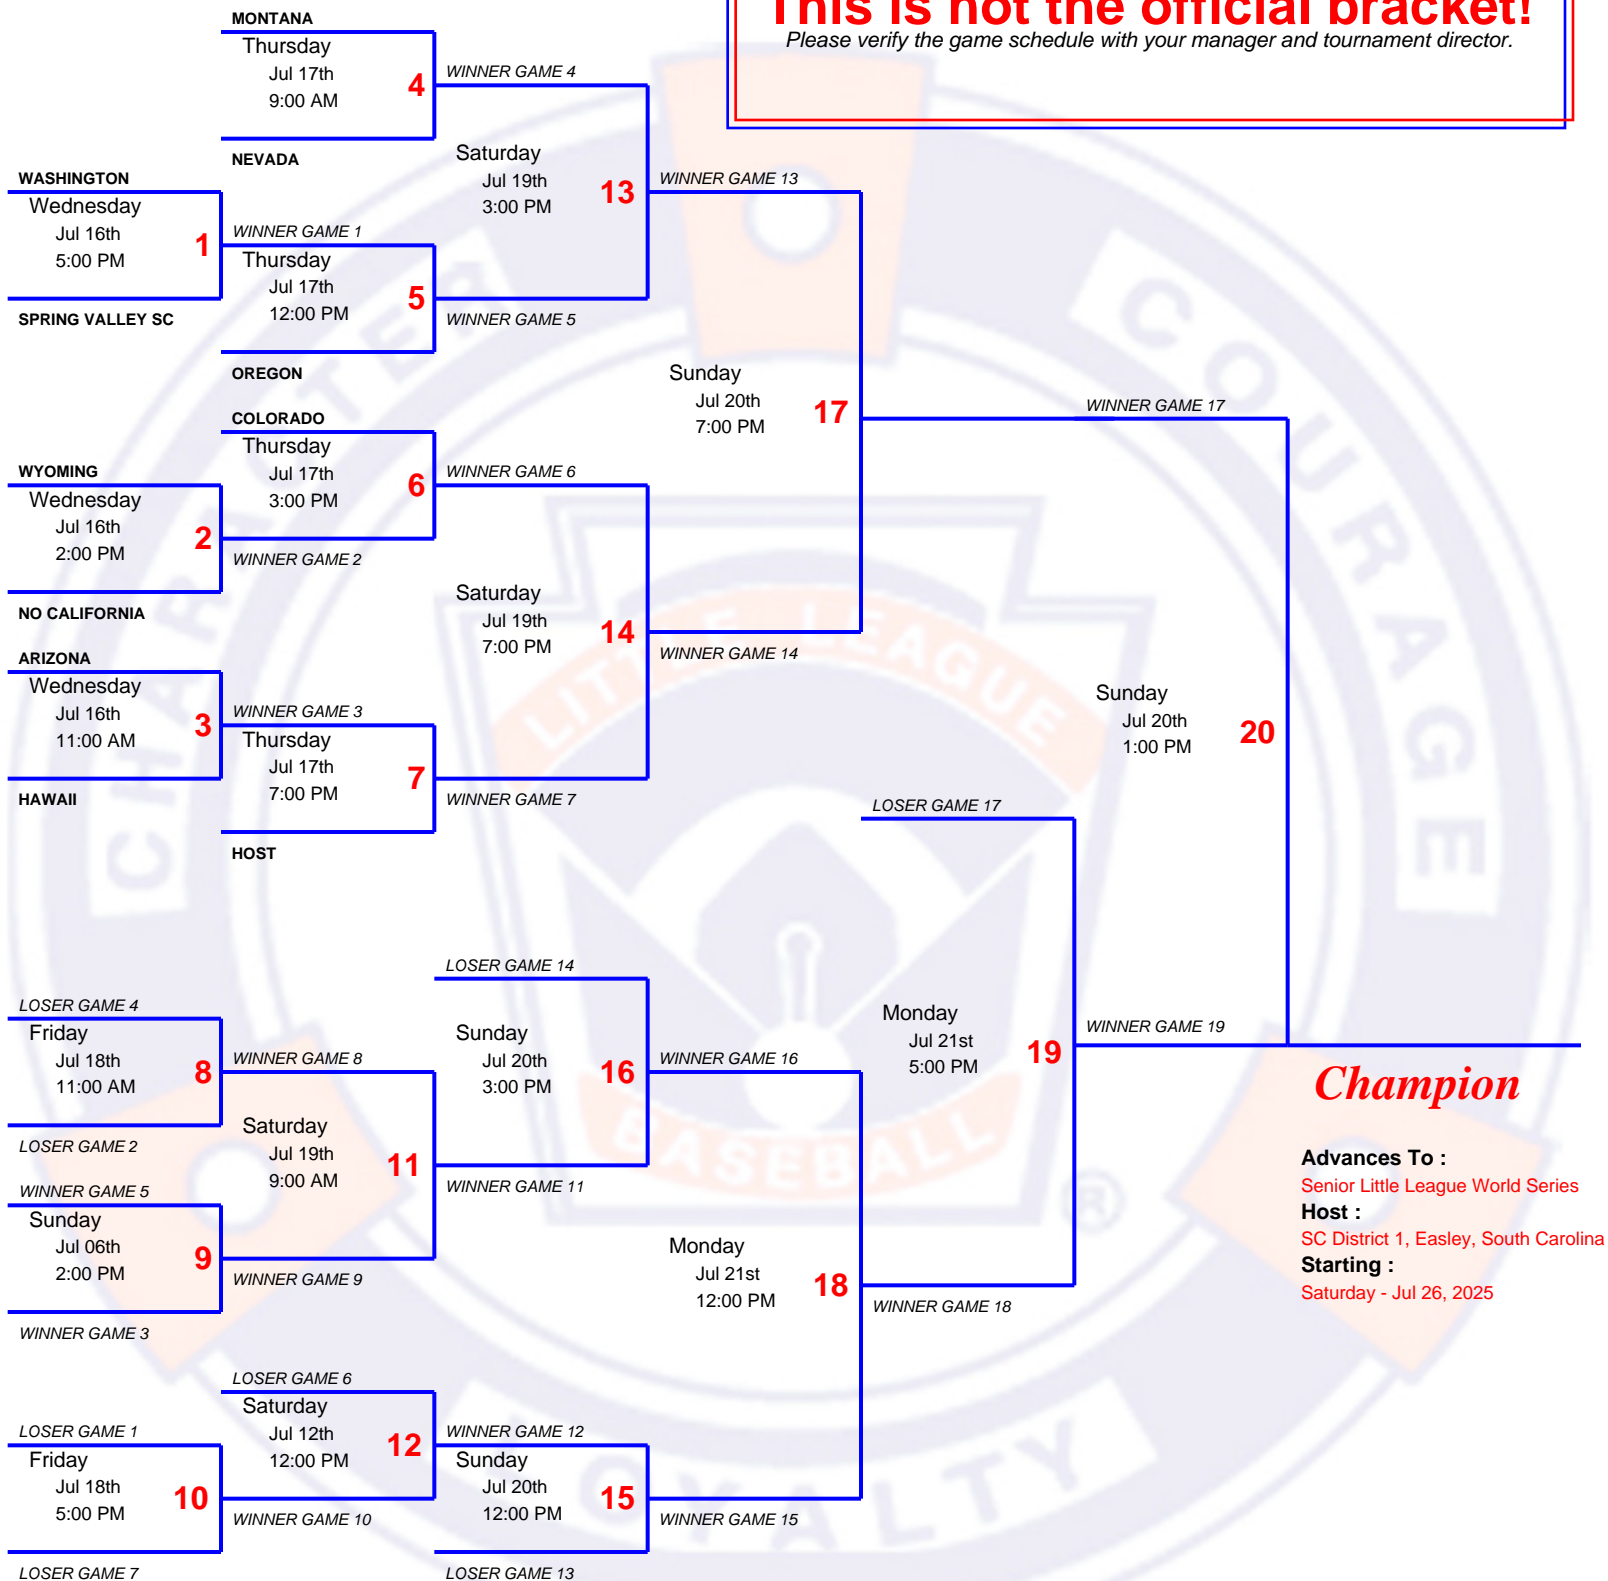 This is not the official bracket!
Please verify the game schedule with your manager and tournament director.
MONTANA
Thursday
Jul 17th
9:00 AM
4
WINNER GAME 4
NEVADA
WASHINGTON
Wednesday
Jul 16th
5:00 PM
1
SPRING VALLEY SC
WINNER GAME 1
Thursday
Jul 17th
12:00 PM
5
WINNER GAME 5
OREGON
Saturday
Jul 19th
3:00 PM
13
WINNER GAME 13
COLORADO
Thursday
Jul 17th
3:00 PM
6
WINNER GAME 6
WYOMING
Wednesday
Jul 16th
2:00 PM
2
WINNER GAME 2
NO CALIFORNIA
ARIZONA
Wednesday
Jul 16th
11:00 AM
3
HAWAII
WINNER GAME 3
Thursday
Jul 17th
7:00 PM
7
WINNER GAME 7
HOST
Saturday
Jul 19th
7:00 PM
14
WINNER GAME 14
Sunday
Jul 20th
7:00 PM
17
WINNER GAME 17
Sunday
Jul 20th
1:00 PM
20
LOSER GAME 17
Monday
Jul 21st
5:00 PM
19
WINNER GAME 19
LOSER GAME 14
Sunday
Jul 20th
3:00 PM
16
WINNER GAME 16
LOSER GAME 4
Friday
Jul 18th
11:00 AM
8
WINNER GAME 8
LOSER GAME 2
Saturday
Jul 19th
9:00 AM
11
WINNER GAME 11
WINNER GAME 5
Sunday
Jul 06th
2:00 PM
9
WINNER GAME 9
WINNER GAME 3
Monday
Jul 21st
12:00 PM
18
WINNER GAME 18
LOSER GAME 6
Saturday
Jul 12th
12:00 PM
12
WINNER GAME 12
LOSER GAME 1
Friday
Jul 18th
5:00 PM
10
WINNER GAME 10
LOSER GAME 7
Sunday
Jul 20th
12:00 PM
15
WINNER GAME 15
LOSER GAME 13
Champion
Advances To :
Senior Little League World Series
Host :
SC District 1, Easley, South Carolina
Starting :
Saturday - Jul 26, 2025
CHARACTER
COURAGE
LOYALTY
LITTLE LEAGUE
BASEBALL
®